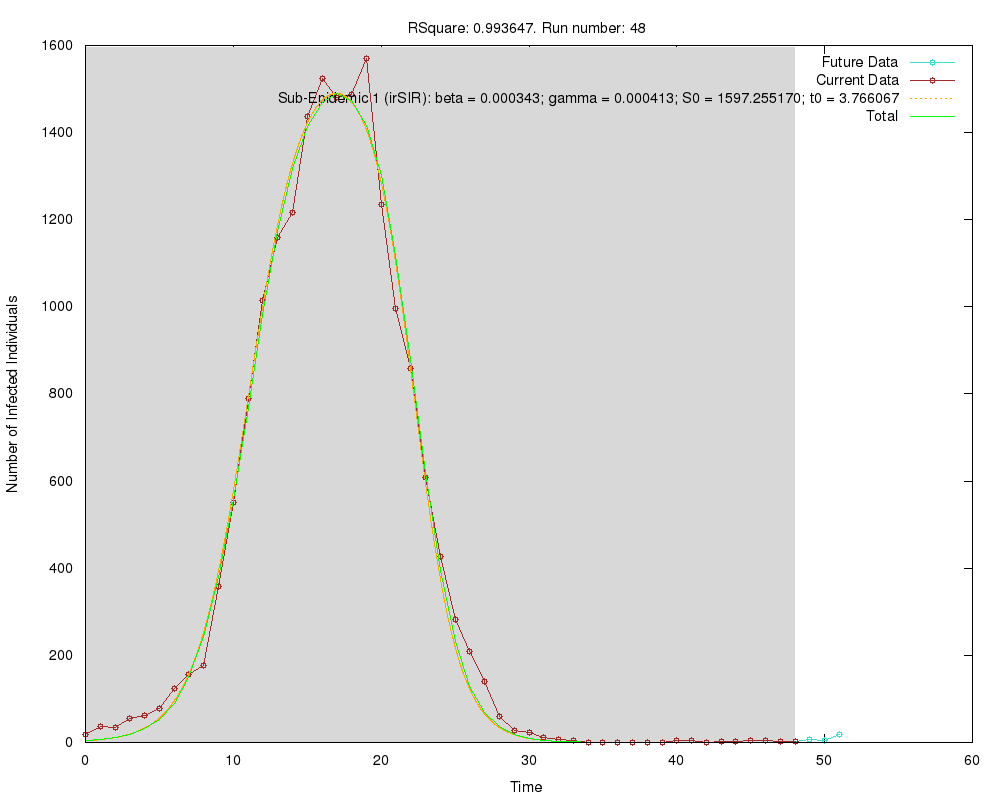 RSquare: 0.993647. Run number: 48
1600
1400
1200
1000
800
600
400
200
0
Number of Infected Individuals
Future Data
Current Data
Sub-Epidemic 1 (irSIR): beta = 0.000343; gamma = 0.000413; S0 = 1597.255170; t0 = 3.766067
Total
0 10 20 30 40 50 60
Time